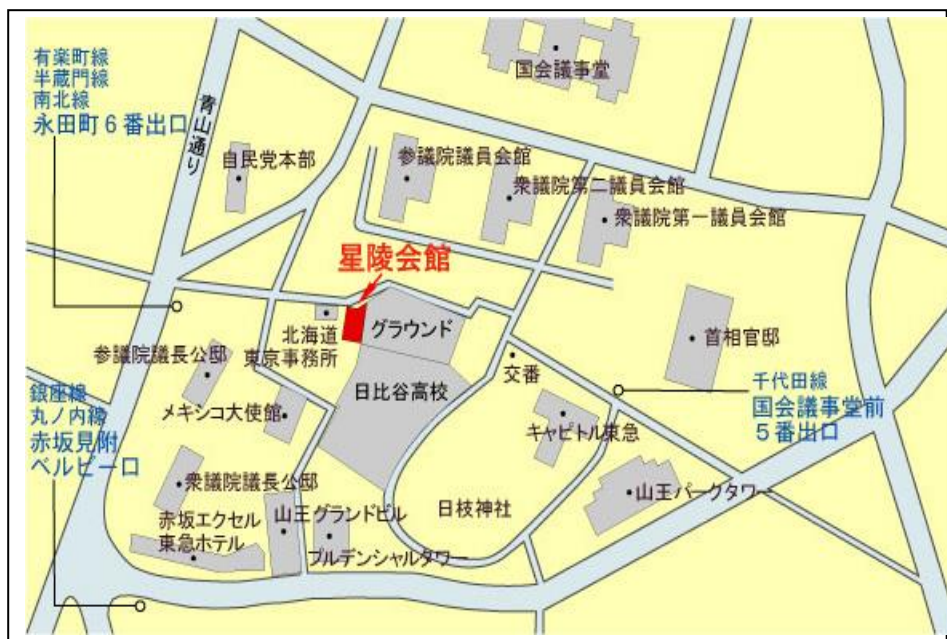 有楽町線
半蔵門線
南北線
永田町6番出口
青山通り
国会議事堂
自民党本部
参議院議員会館
衆議院第二議員会館
衆議院第一議員会館
星陵会館
北海道
東京事務所
グラウンド
首相官邸
参議院議長公邸
交番
日比谷高校
千代田線
国会議事堂前
5番出口
銀座線
丸ノ内線
赤坂見附
ベルビー口
メキシコ大使館
キャピトル東急
衆議院議長公邸
山王パークタワー
日枝神社
赤坂エクセル
東急ホテル
山王グランドビル
プルデンシャルタワー